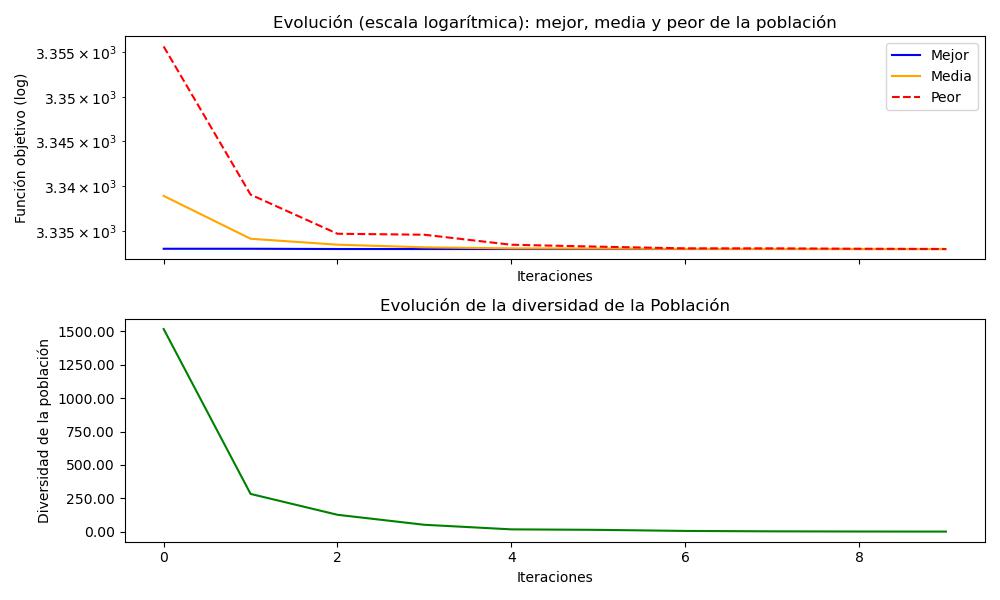 Evolución (escala logarítmica): mejor, media y peor de la población
Función objetivo (log)
3.355 × 10³
3.35 × 10³
3.345 × 10³
3.34 × 10³
3.335 × 10³
Mejor
Media
Peor
Iteraciones
Evolución de la diversidad de la Población
Diversidad de la población
1500.00
1250.00
1000.00
750.00
500.00
250.00
0.00
0 2 4 6 8
Iteraciones